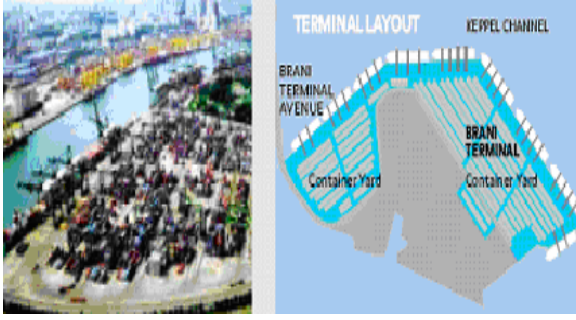 TERMINAL LAYOUT
KEPPEL CHANNEL
BRANI
TERMINAL
AVENUE
BRANI
TERMINAL
Container Yard
Container Yard